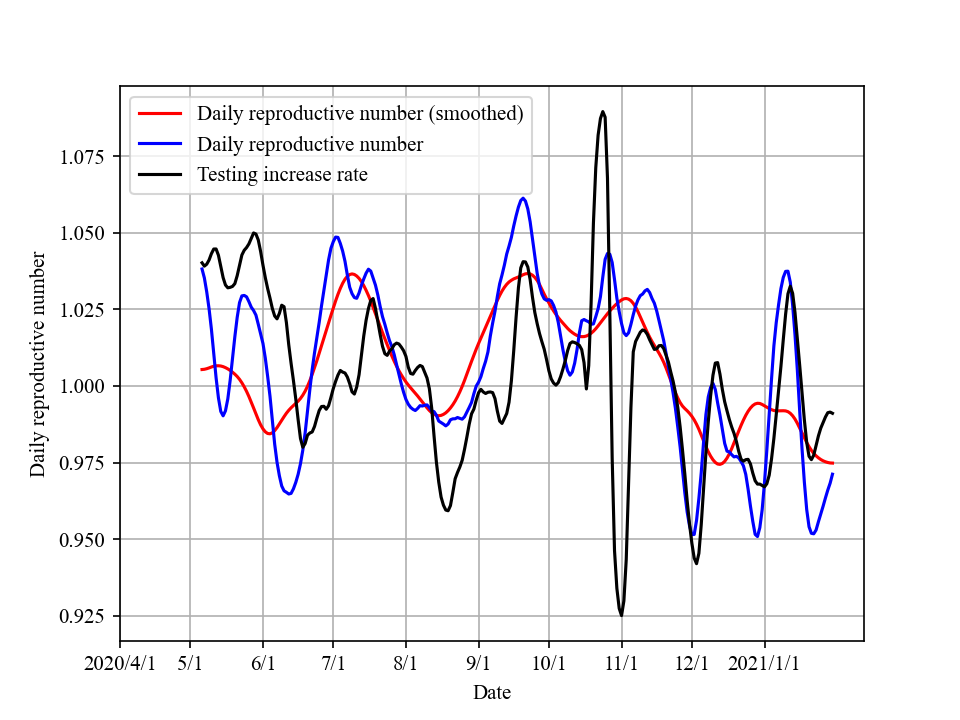 Daily reproductive number (smoothed)
Daily reproductive number
Testing increase rate
Daily reproductive number
1.075
1.050
1.025
1.000
0.975
0.950
0.925
2020/4/1 5/1 6/1 7/1 8/1 9/1 10/1 11/1 12/1 2021/1/1
Date